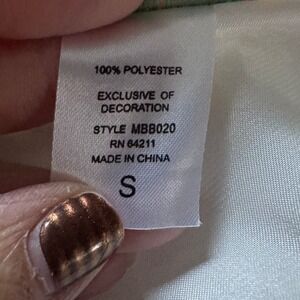 100% POLYESTER
EXCLUSIVE OF
DECORATION
STYLE MBB020
RN 64211
MADE IN CHINA
S